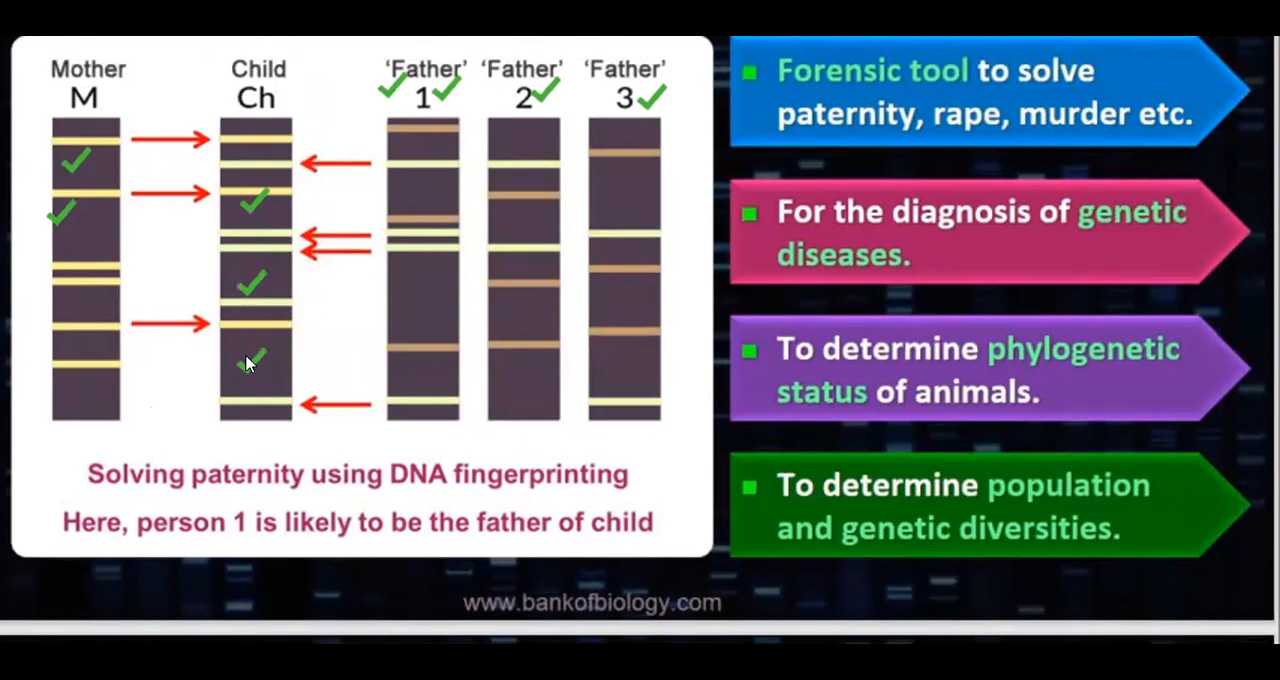 Mother
M
Child
Ch
‘Father’
1
‘Father’
2
‘Father’
3
Solving paternity using DNA fingerprinting
Here, person 1 is likely to be the father of child
Forensic tool to solve
paternity, rape, murder etc.
For the diagnosis of genetic
diseases.
To determine phylogenetic
status of animals.
To determine population
and genetic diversities.
www.bankofbiology.com